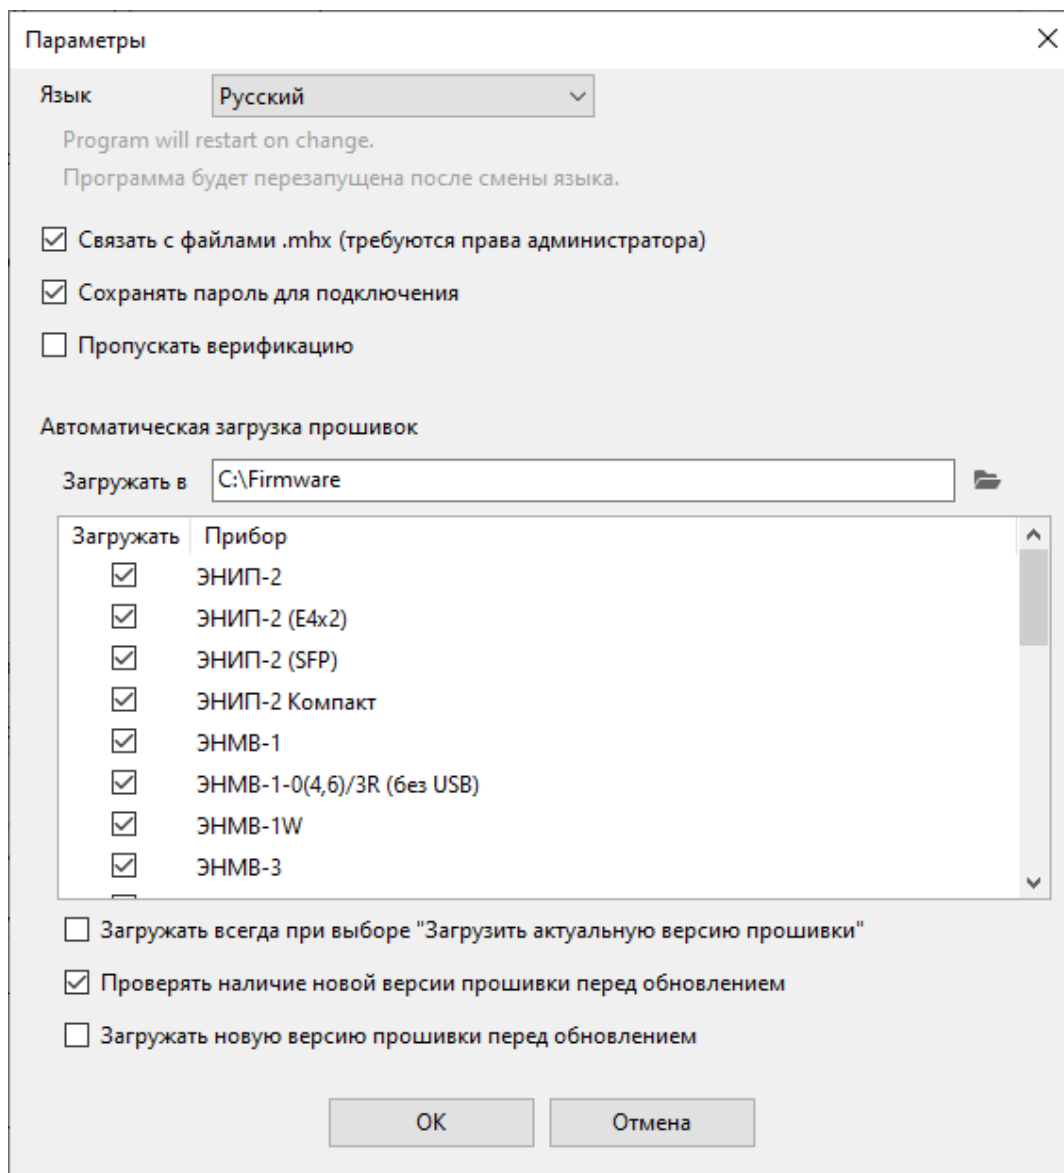 Параметры
Язык Русский
Program will restart on change.
Программа будет перезапущена после смены языка.
Связать с файлами .mhx (требуются права администратора)
Сохранять пароль для подключения
Пропускать верификацию
Автоматическая загрузка прошивок
Загружать в C:\Firmware
Загружать Прибор
ЭНИП-2
ЭНИП-2 (E4x2)
ЭНИП-2 (SFP)
ЭНИП-2 Компакт
ЭНМВ-1
ЭНМВ-1-0(4,6)/3R (без USB)
ЭНМВ-1W
ЭНМВ-3
Загружать всегда при выборе "Загрузить актуальную версию прошивки"
Проверять наличие новой версии прошивки перед обновлением
Загружать новую версию прошивки перед обновлением
OK Отмена